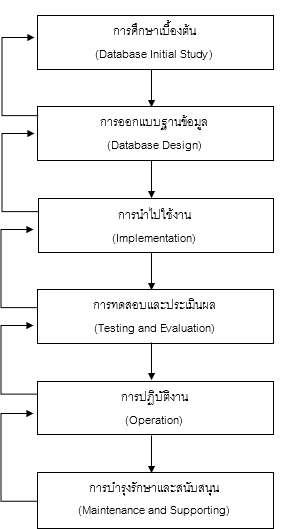 การศึกษาเบื้องต้น
(Database Initial Study)
การออกแบบฐานข้อมูล
(Database Design)
การนำไปใช้งาน
(Implementation)
การทดสอบและประเมินผล
(Testing and Evaluation)
การปฏิบัติงาน
(Operation)
การบำรุงรักษาและสนับสนุน
(Maintenance and Supporting)